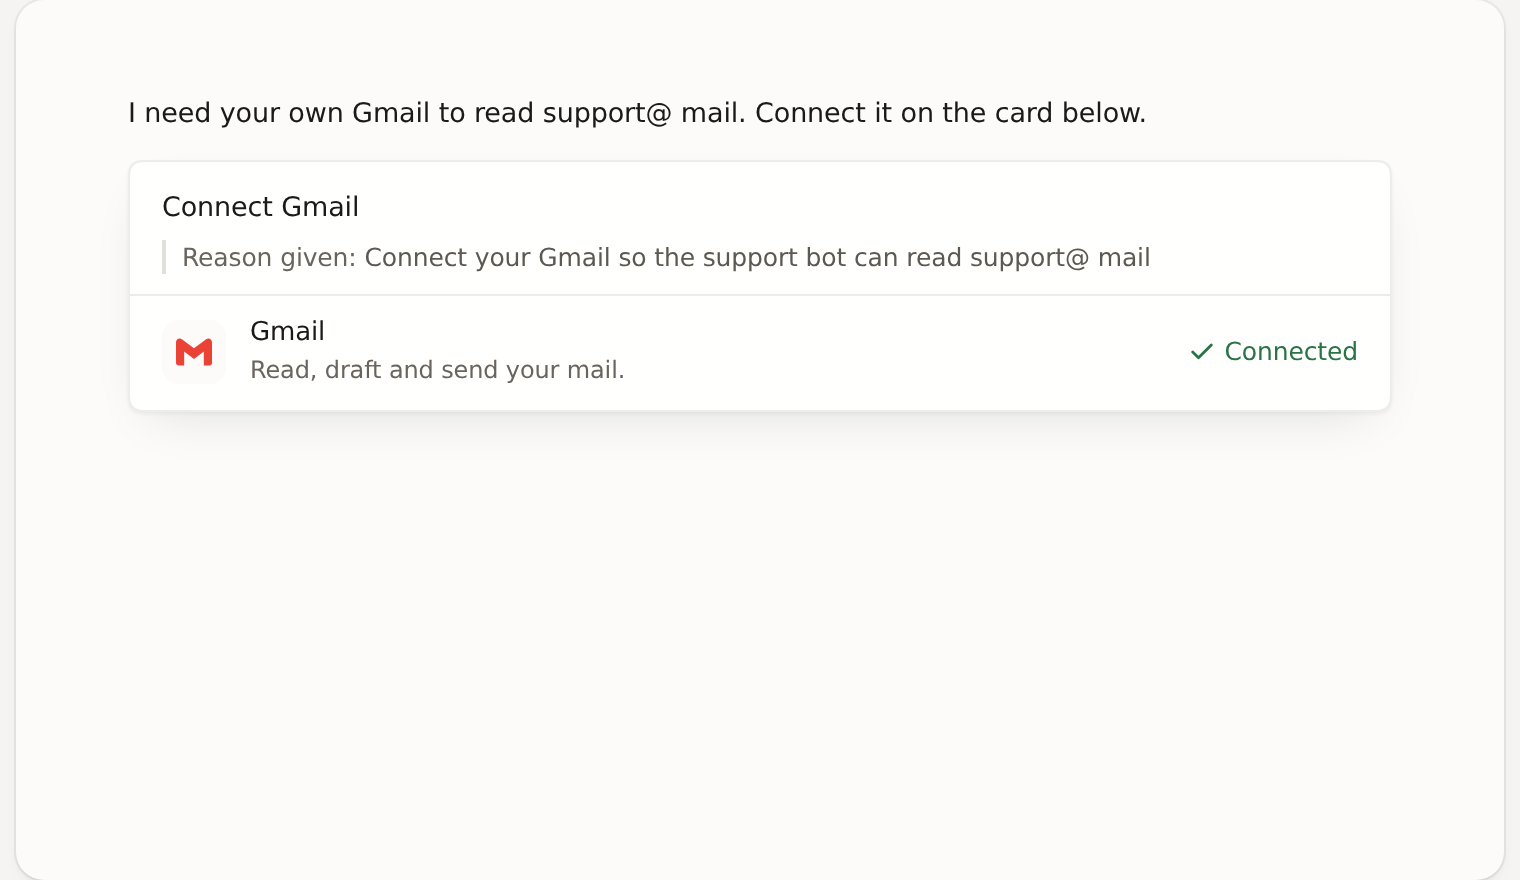 I need your own Gmail to read support@ mail. Connect it on the card below.
Connect Gmail
Reason given: Connect your Gmail so the support bot can read support@ mail
Gmail
Read, draft and send your mail.
Connected